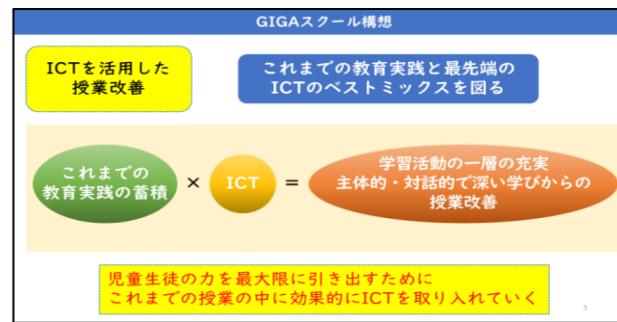 GIGAスクール構想
ICTを活用した
授業改善
これまでの教育実践と最先端の
ICTのベストミックスを図る
これまでの
教育実践の蓄積
×
ICT
=
学習活動の一層の充実
主体的・対話的で深い学びからの
授業改善
児童生徒の力を最大限に引き出すために
これまでの授業の中に効果的にICTを取り入れていく
5